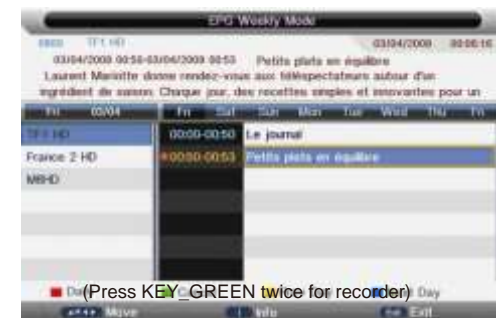 EPG Weekly Mode
TF1 HD 03/04/2009 00:00:16
03/04/2009 00:50-03/04/2009 00:53 Petits plats en équilibre
Laurent Mariotte donne rendez-vous aux téléspectateurs autour d'un
ingrédient de saison. Chaque jour, des recettes simples et innovantes pour un
Fri 03/04 Fri Sat Sun Mon Tue Wed Thu Fri
TF1 HD 00:00-00:50 Le journal
France 2 HD 00:50-00:53 Petits plats en équilibre
M6HD
(Press KEY_GREEN twice for recorder) Day
Move Info Exit